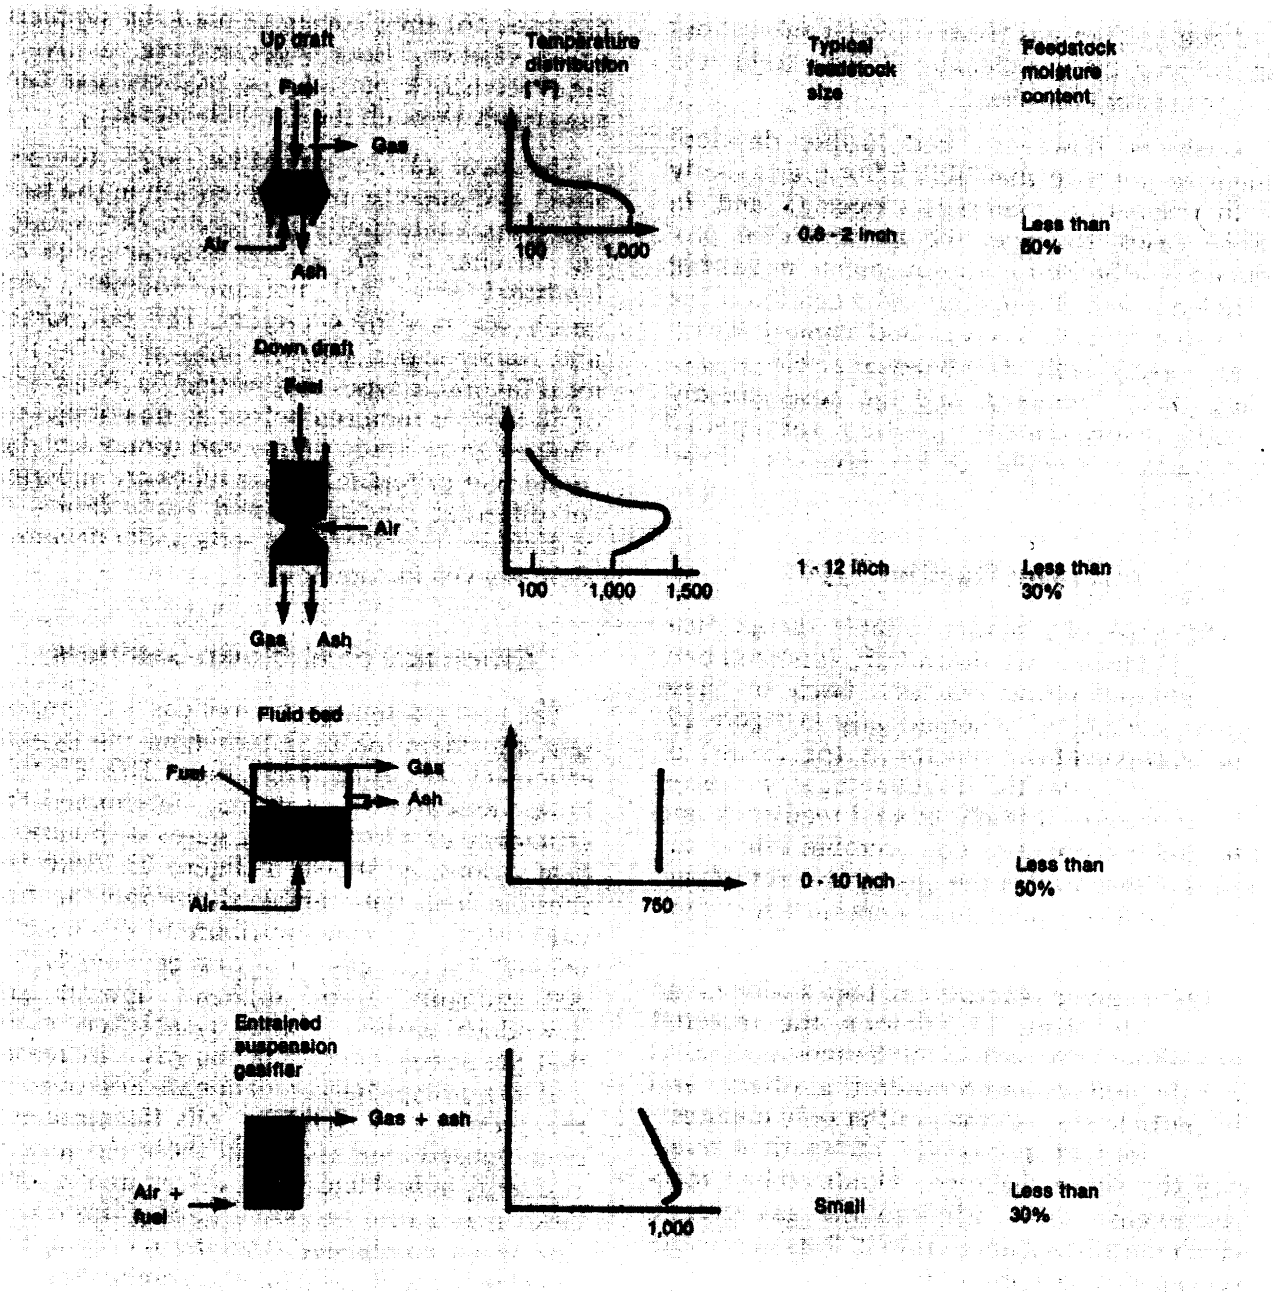 Up draft
Temperature
distribution
(°F)
Typical
feedstock
size
Feedstock
moisture
content
Fuel
Gas
Air
Ash
100
1,000
0.8 - 2 inch
Less than
50%
Down draft
Fuel
Air
Gas
Ash
100
1,000
1,500
1 - 12 inch
Less than
30%
Fluid bed
Fuel
Gas
Ash
Air
750
0 - 10 inch
Less than
50%
Entrained
suspension
gasifier
Gas + ash
Air +
fuel
1,000
Small
Less than
30%